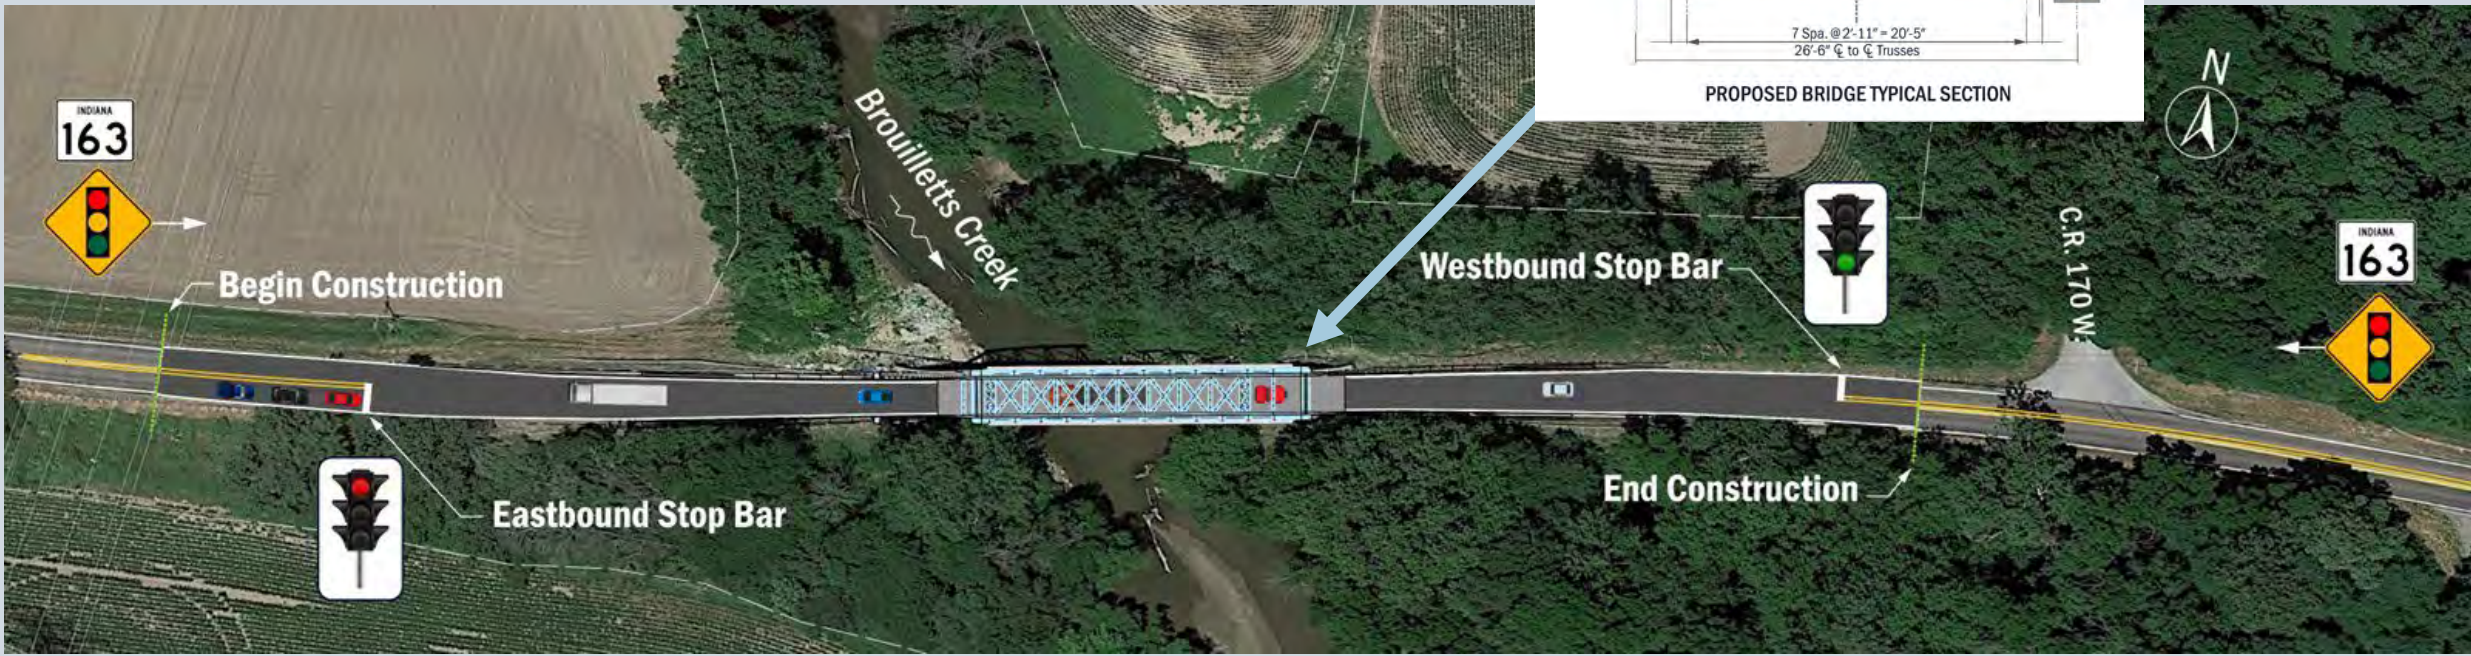 7 Spa. @ 2'-11" = 20'-5"
26'-6" ℄ to ℄ Trusses
PROPOSED BRIDGE TYPICAL SECTION
N
INDIANA
163
Brouilletts Creek
C.R. 170 W
INDIANA
163
Begin Construction
Westbound Stop Bar
Eastbound Stop Bar
End Construction